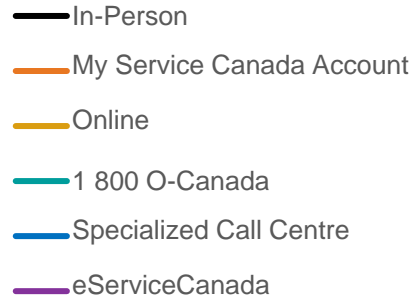 In-Person
My Service Canada Account
Online
1 800 O-Canada
Specialized Call Centre
eServiceCanada